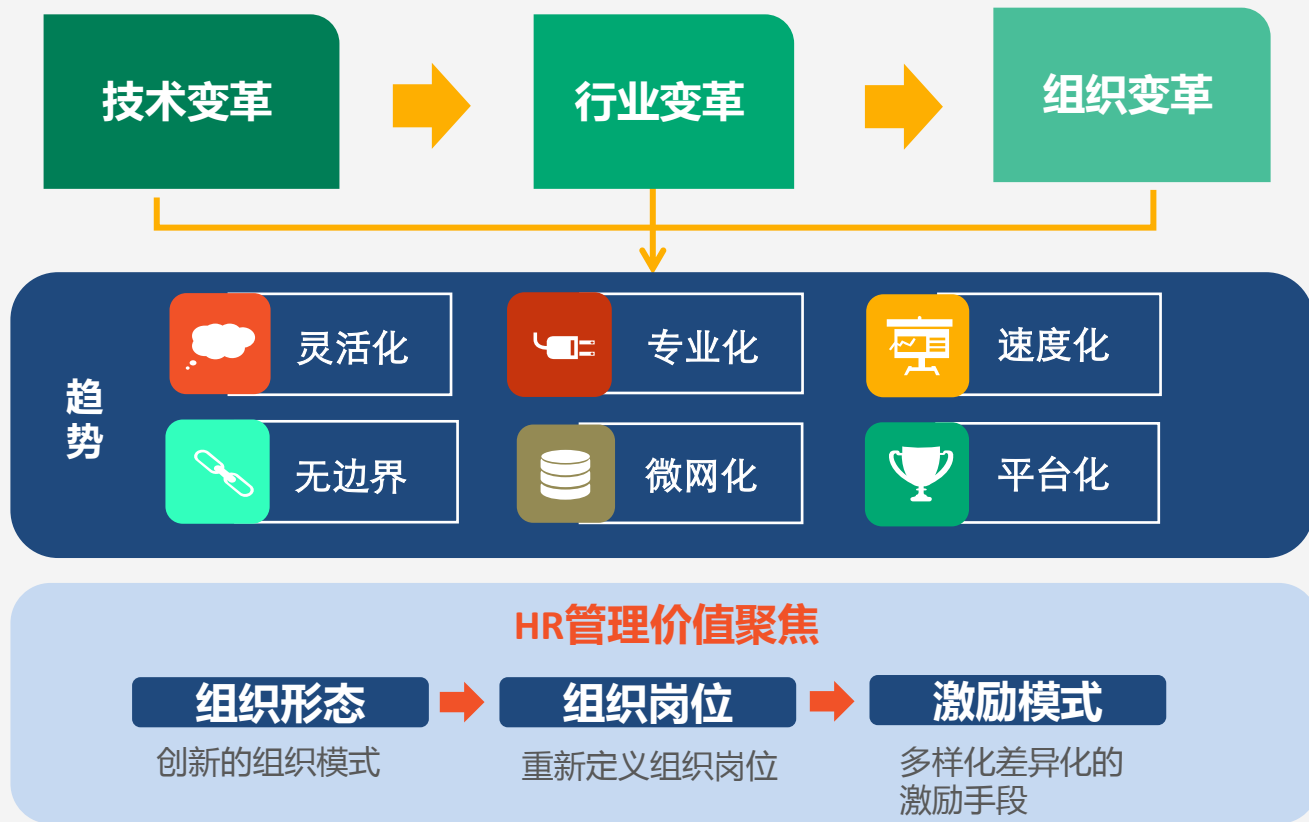 技术变革
行业变革
组织变革
趋势
灵活化
专业化
速度化
无边界
微网化
平台化
HR管理价值聚焦
组织形态
组织岗位
激励模式
创新的组织模式
重新定义组织岗位
多样化差异化的
激励手段